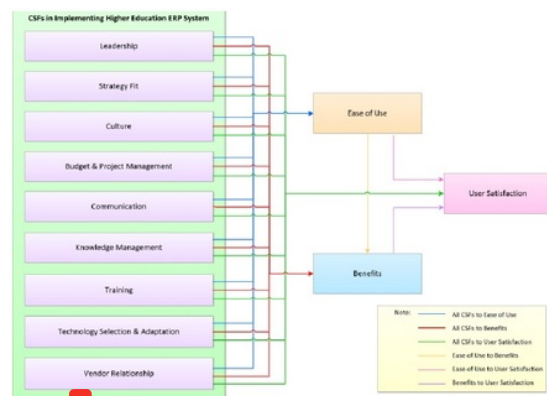 CSFs in Implementing Higher Education ERP System
Leadership
Strategy Fit
Culture
Budget & Project Management
Communication
Knowledge Management
Training
Technology Selection & Adaptation
Vendor Relationship
Ease of Use
Benefits
User Satisfaction
Note:
All CSFs to Ease of Use
All CSFs to Benefits
All CSFs to User Satisfaction
Ease of Use to Benefits
Ease of Use to User Satisfaction
Benefits to User Satisfaction